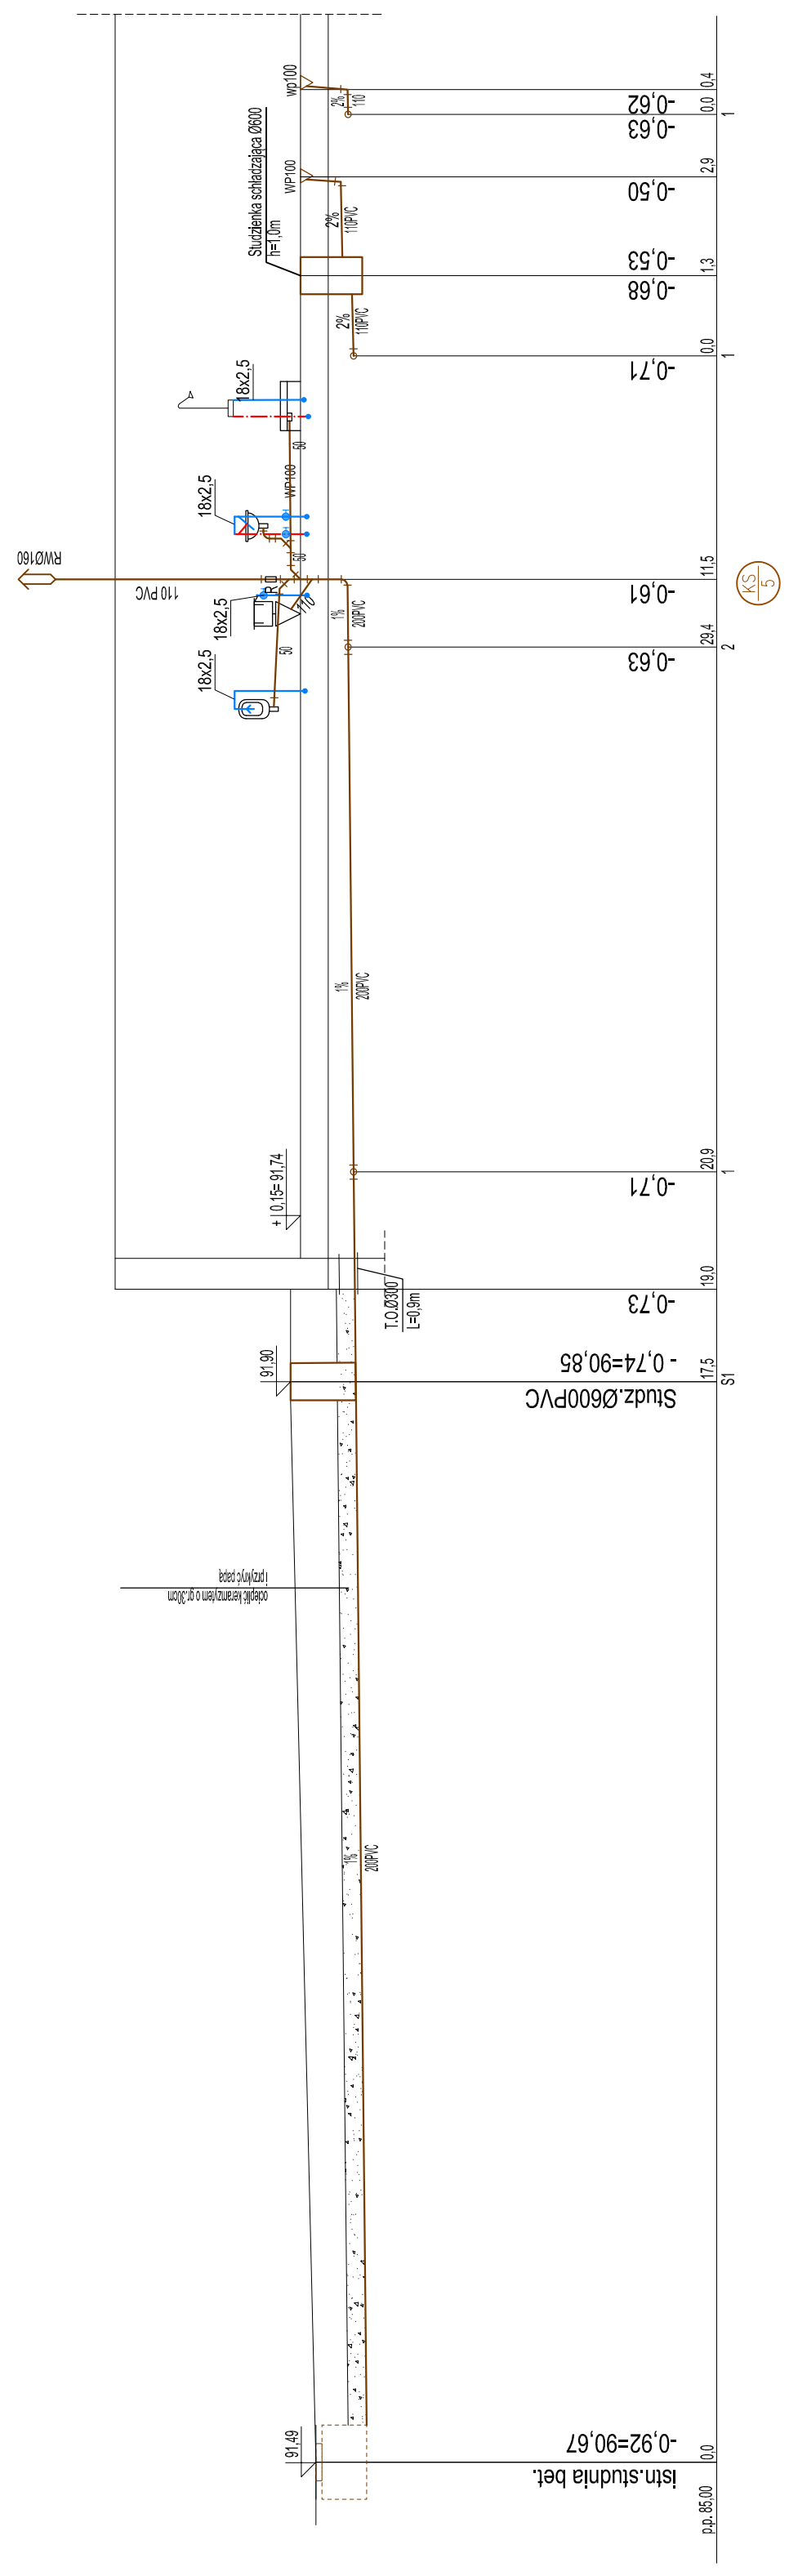 wp100
2%
110
0,4
-0,62
0,0
-0,63
1
Studzienka schładzająca Ø600
h=1,0m
WP100
2%
110PVC
2,9
-0,50
-0,53
1,3
-0,68
2%
110PVC
0,0
-0,71
1
18x2,5
50
WP100
18x2,5
50
RWØ160
110 PVC
R
18x2,5
110
1%
200PVC
11,5
-0,61
KS
5
18x2,5
50
29,4
-0,63
2
1%
200PVC
+ 0,15= 91,74
20,9
-0,71
1
T.O.Ø300
L=0,9m
19,0
-0,73
91,90
- 0,74=90,85
Studz.Ø600PVC
17,5
S1
ocieplić keramzytem o gr.30cm
i przykryć papą
1%
200PVC
91,49
-0,92=90,67
istn.studnia bet.
0,0
p.p. 85,00